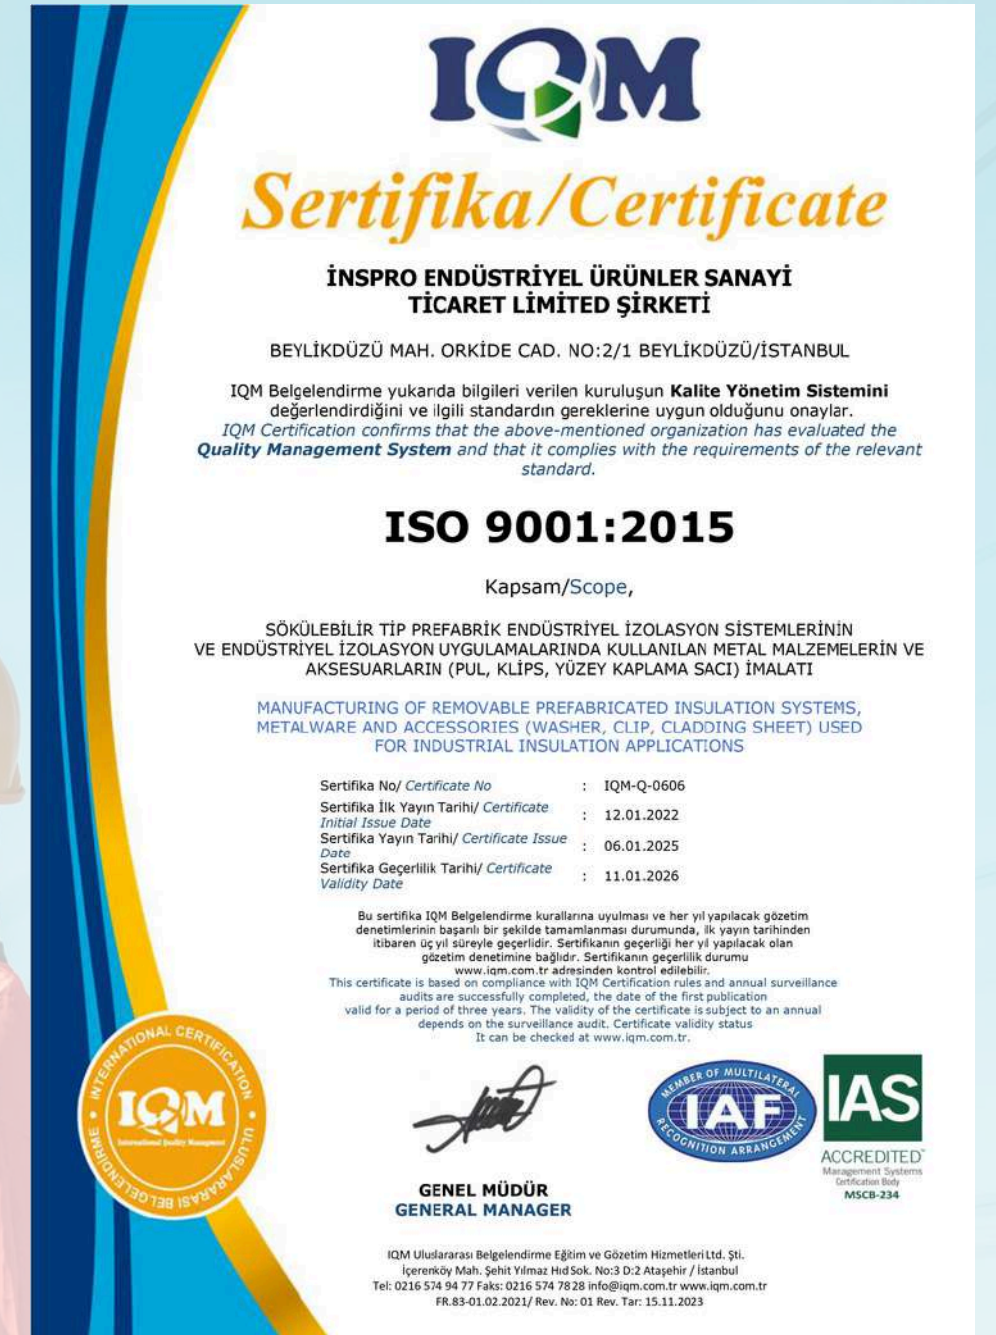 IQM
Sertifika/Certificate
İNSPRO ENDÜSTRİYEL ÜRÜNLER SANAYİ
TİCARET LİMİTED ŞİRKETİ
BEYLİKDÜZÜ MAH. ORKİDE CAD. NO:2/1 BEYLİKDÜZÜ/İSTANBUL
IQM Belgelendirme yukarıda bilgileri verilen kuruluşun Kalite Yönetim Sistemini
değerlendirdiğini ve ilgili standardın gereklerine uygun olduğunu onaylar.
IQM Certification confirms that the above-mentioned organization has evaluated the
Quality Management System and that it complies with the requirements of the relevant
standard.
ISO 9001:2015
Kapsam/Scope,
SÖKÜLEBİLİR TİP PREFABRİK ENDÜSTRİYEL İZOLASYON SİSTEMLERİNİN
VE ENDÜSTRİYEL İZOLASYON UYGULAMALARINDA KULLANILAN METAL MALZEMELERİN VE
AKSESUARLARIN (PUL, KLİPS, YÜZEY KAPLAMA SACI) İMALATI
MANUFACTURING OF REMOVABLE PREFABRICATED INSULATION SYSTEMS,
METALWARE AND ACCESSORIES (WASHER, CLIP, CLADDING SHEET) USED
FOR INDUSTRIAL INSULATION APPLICATIONS
Sertifika No/ Certificate No : IQM-Q-0606
Sertifika İlk Yayın Tarihi/ Certificate
Initial Issue Date : 12.01.2022
Sertifika Yayın Tarihi/ Certificate Issue
Date : 06.01.2025
Sertifika Geçerlilik Tarihi/ Certificate
Validity Date : 11.01.2026
Bu sertifika IQM Belgelendirme kurallarına uyulması ve her yıl yapılacak gözetim
denetimlerinin başarılı bir şekilde tamamlanması durumunda, ilk yayın tarihinden
itibaren üç yıl süreyle geçerlidir. Sertifikanın geçerliği her yıl yapılacak olan
gözetim denetimine bağlıdır. Sertifikanın geçerlilik durumu
www.iqm.com.tr adresinden kontrol edilebilir.
This certificate is based on compliance with IQM Certification rules and annual surveillance
audits are successfully completed, the date of the first publication
valid for a period of three years. The validity of the certificate is subject to an annual
depends on the surveillance audit. Certificate validity status
It can be checked at www.iqm.com.tr.
INTERNATIONAL CERTIFICATION • ULUSLARARASI BELGELENDİRME •
IQM
International Quality Management
GENEL MÜDÜR
GENERAL MANAGER
MEMBER OF MULTILATERAL
IAF
RECOGNITION ARRANGEMENT
IAS
ACCREDITED
Management Systems
Certification Body
MSCB-234
IQM Uluslararası Belgelendirme Eğitim ve Gözetim Hizmetleri Ltd. Şti.
İçerenköy Mah. Şehit Yılmaz Hıd Sok. No:3 D:2 Ataşehir / İstanbul
Tel: 0216 574 94 77 Faks: 0216 574 78 28 info@iqm.com.tr www.iqm.com.tr
FR.83-01.02.2021/ Rev. No: 01 Rev. Tar: 15.11.2023